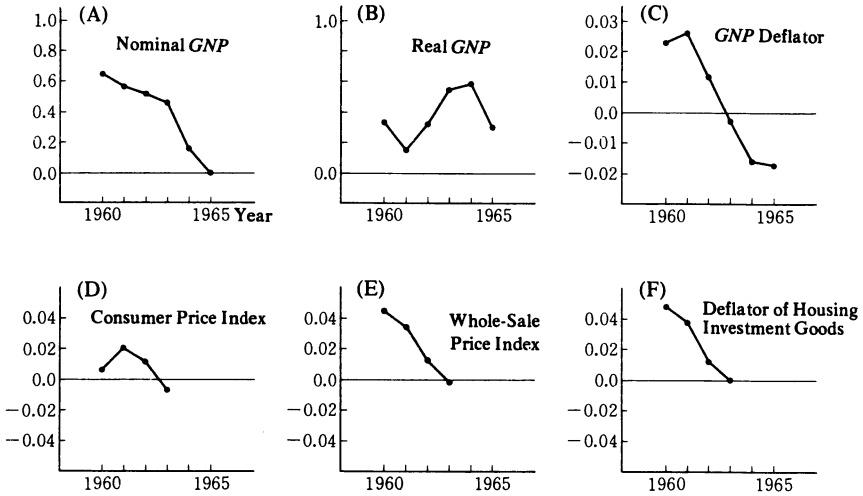 (A)
Nominal GNP
1.0
0.8
0.6
0.4
0.2
0.0
1960
1965 Year
(B)
Real GNP
1.0
0.0
1960
1965
(C)
GNP Deflator
0.03
0.02
0.01
0.0
−0.01
−0.02
1960
1965
(D)
Consumer Price Index
0.04
0.02
0.0
−0.02
−0.04
1960
1965
(E)
Whole-Sale
Price Index
0.04
0.02
0.0
−0.02
−0.04
1960
1965
(F)
Deflator of Housing
Investment Goods
0.04
0.02
0.0
−0.02
−0.04
1960
1965